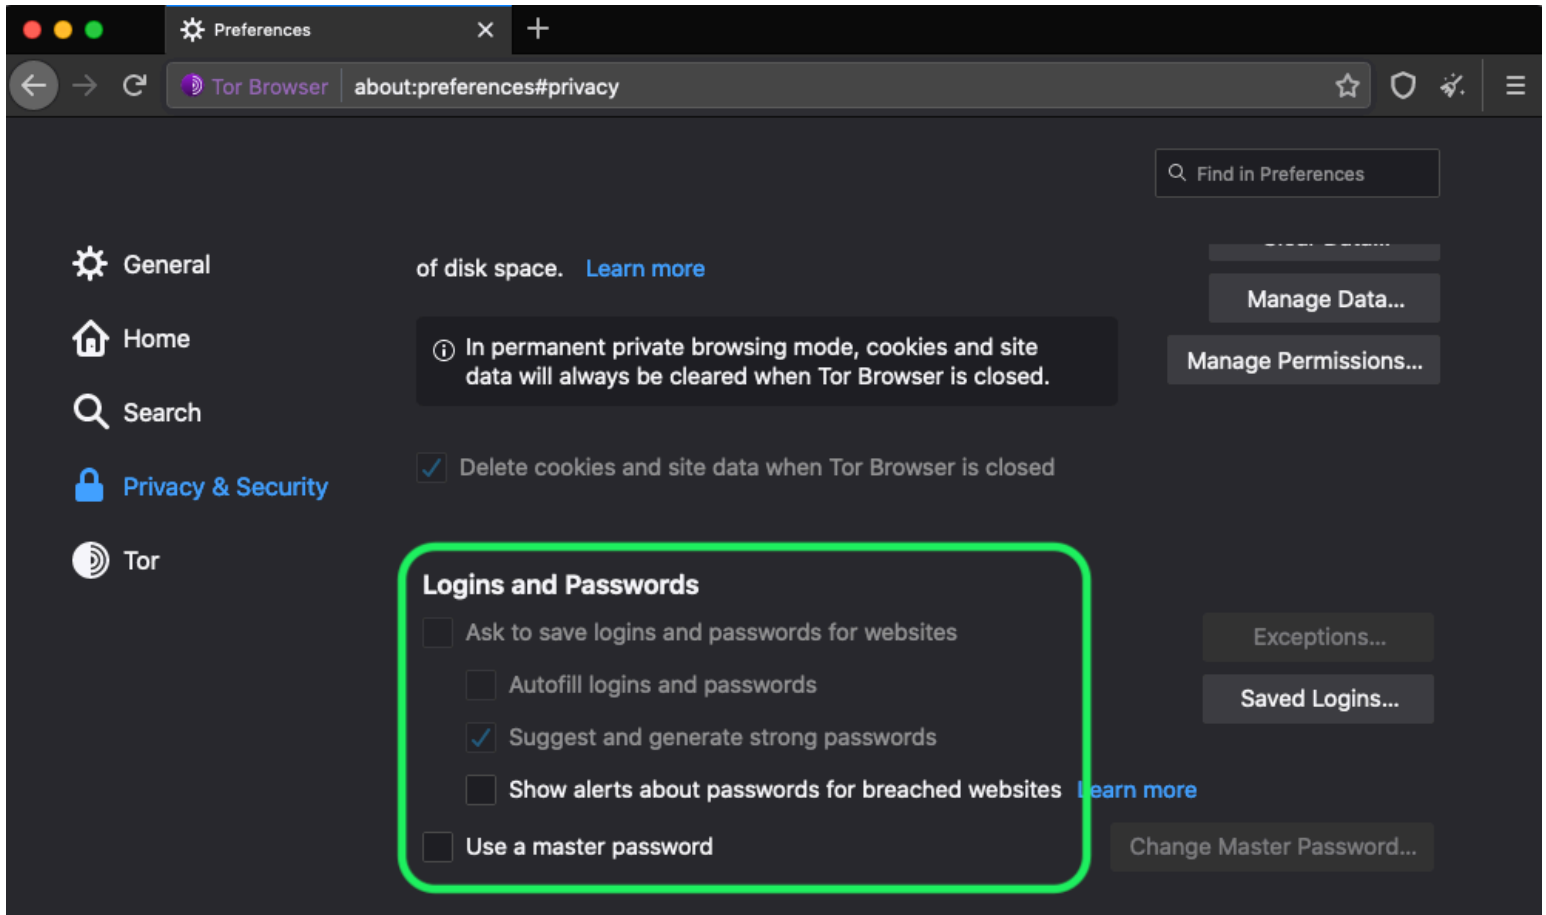 Preferences
Tor Browser about:preferences#privacy
Find in Preferences
General
Home
Search
Privacy & Security
Tor
of disk space. Learn more
Clear Data...
Manage Data...
Manage Permissions...
In permanent private browsing mode, cookies and site
data will always be cleared when Tor Browser is closed.
Delete cookies and site data when Tor Browser is closed
Logins and Passwords
Ask to save logins and passwords for websites
Exceptions...
Autofill logins and passwords
Saved Logins...
Suggest and generate strong passwords
Show alerts about passwords for breached websites Learn more
Use a master password
Change Master Password...